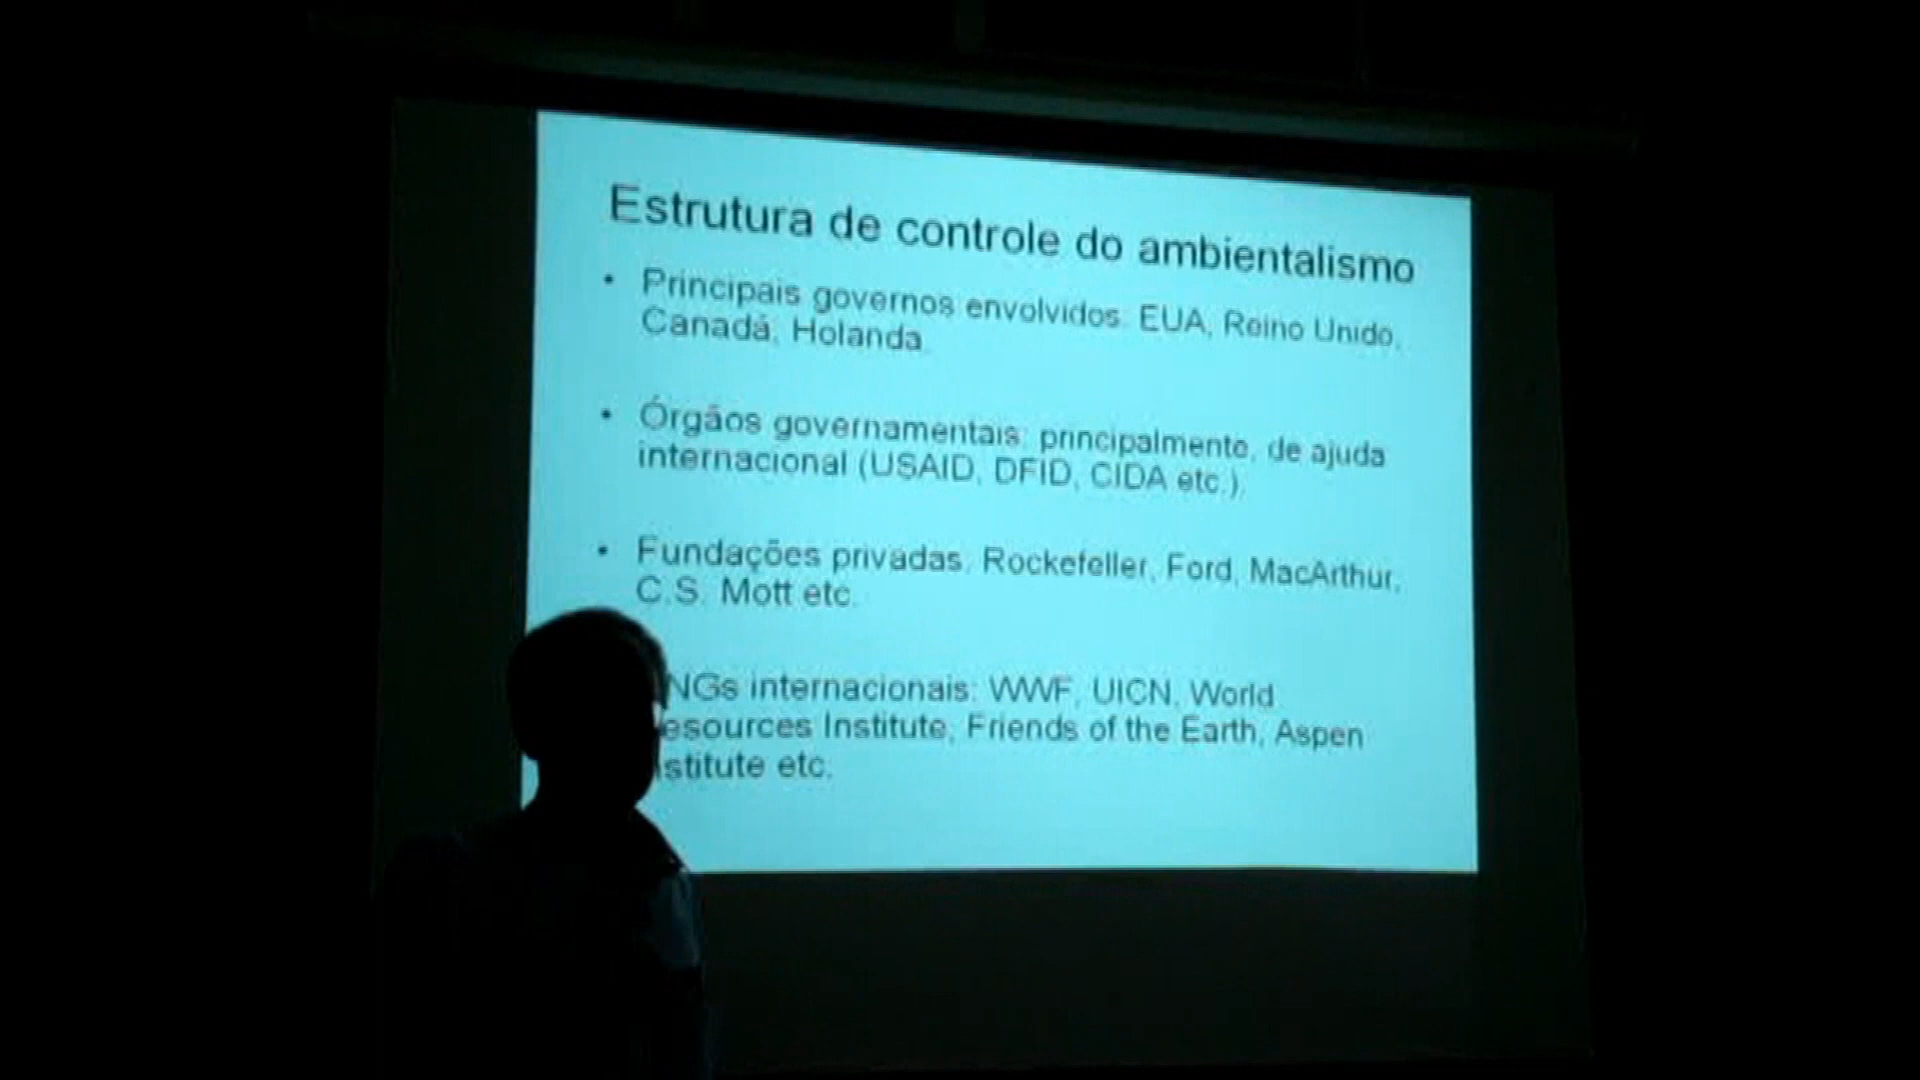 Estrutura de controle do ambientalismo
• Principais governos envolvidos: EUA, Reino Unido,
Canadá, Holanda.
• Órgãos governamentais: principalmente, de ajuda
internacional (USAID, DFID, CIDA etc.).
• Fundações privadas: Rockefeller, Ford, MacArthur,
C.S. Mott etc.
NGs internacionais: WWF, UICN, World
esources Institute, Friends of the Earth, Aspen
stitute etc.